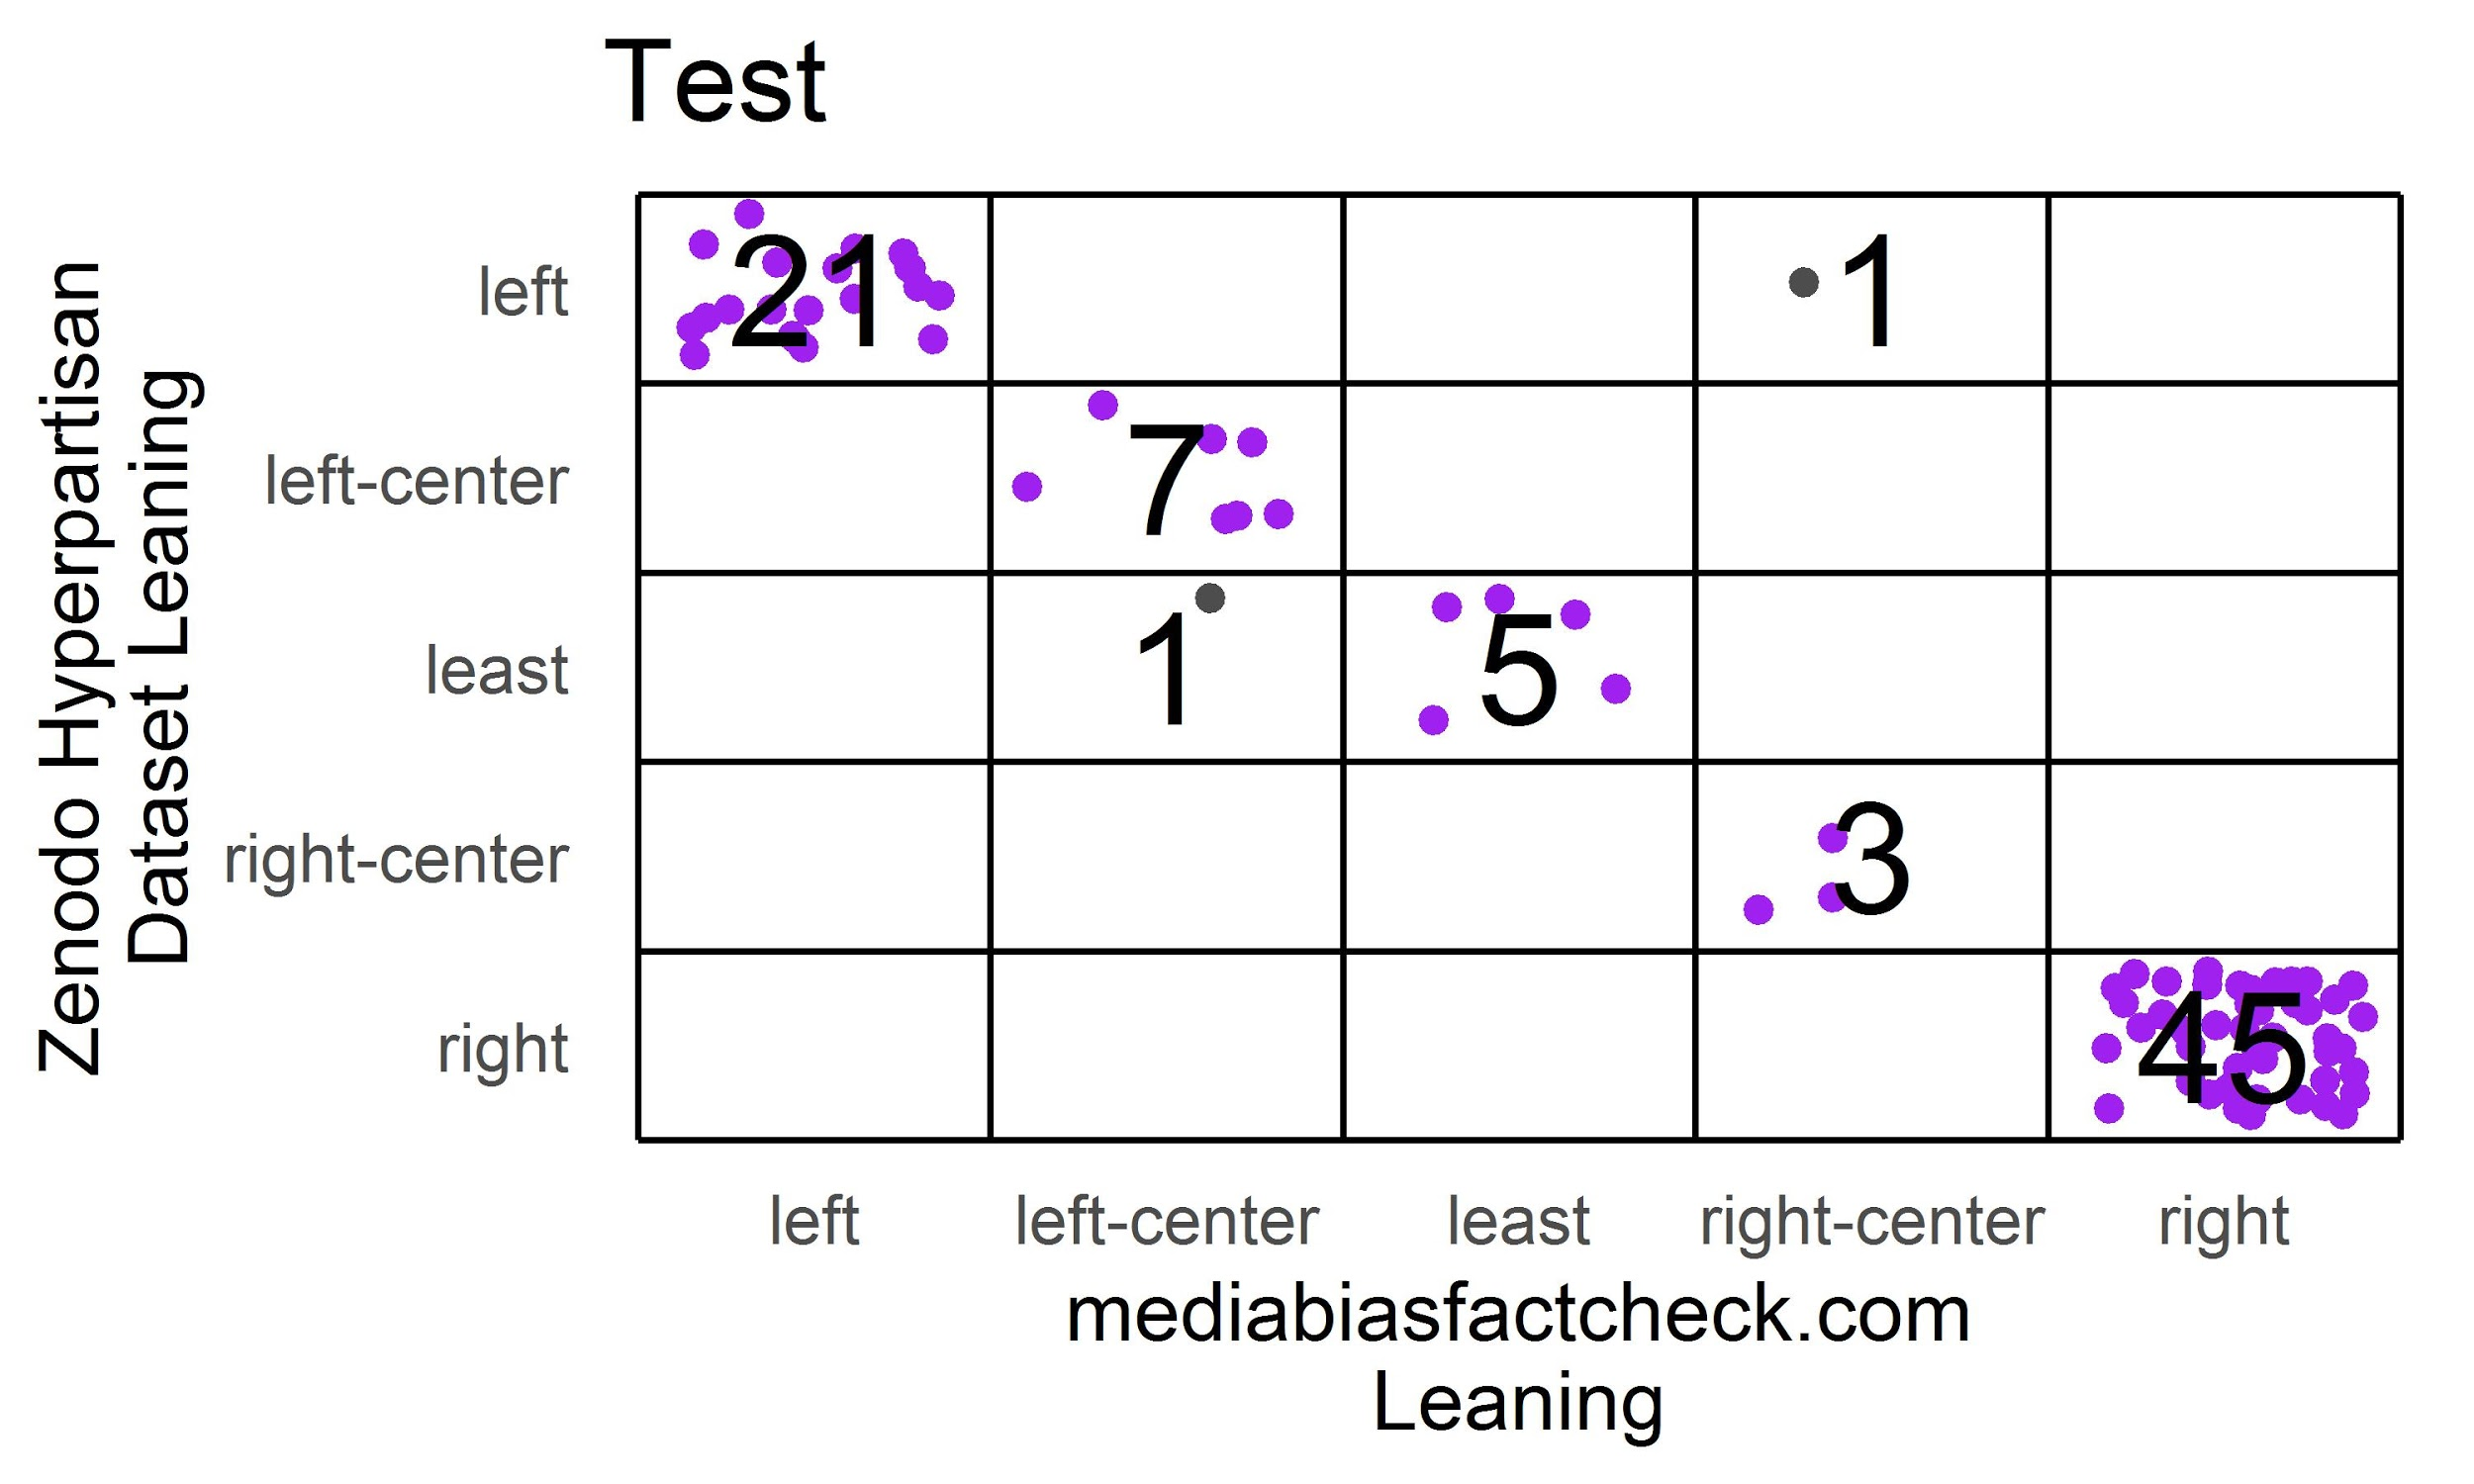 Test
Zenodo Hyperpartisan
Dataset Leaning
left
21
1
left-center
7
least
1
5
right-center
3
right
45
left
left-center
least
right-center
right
mediabiasfactcheck.com
Leaning